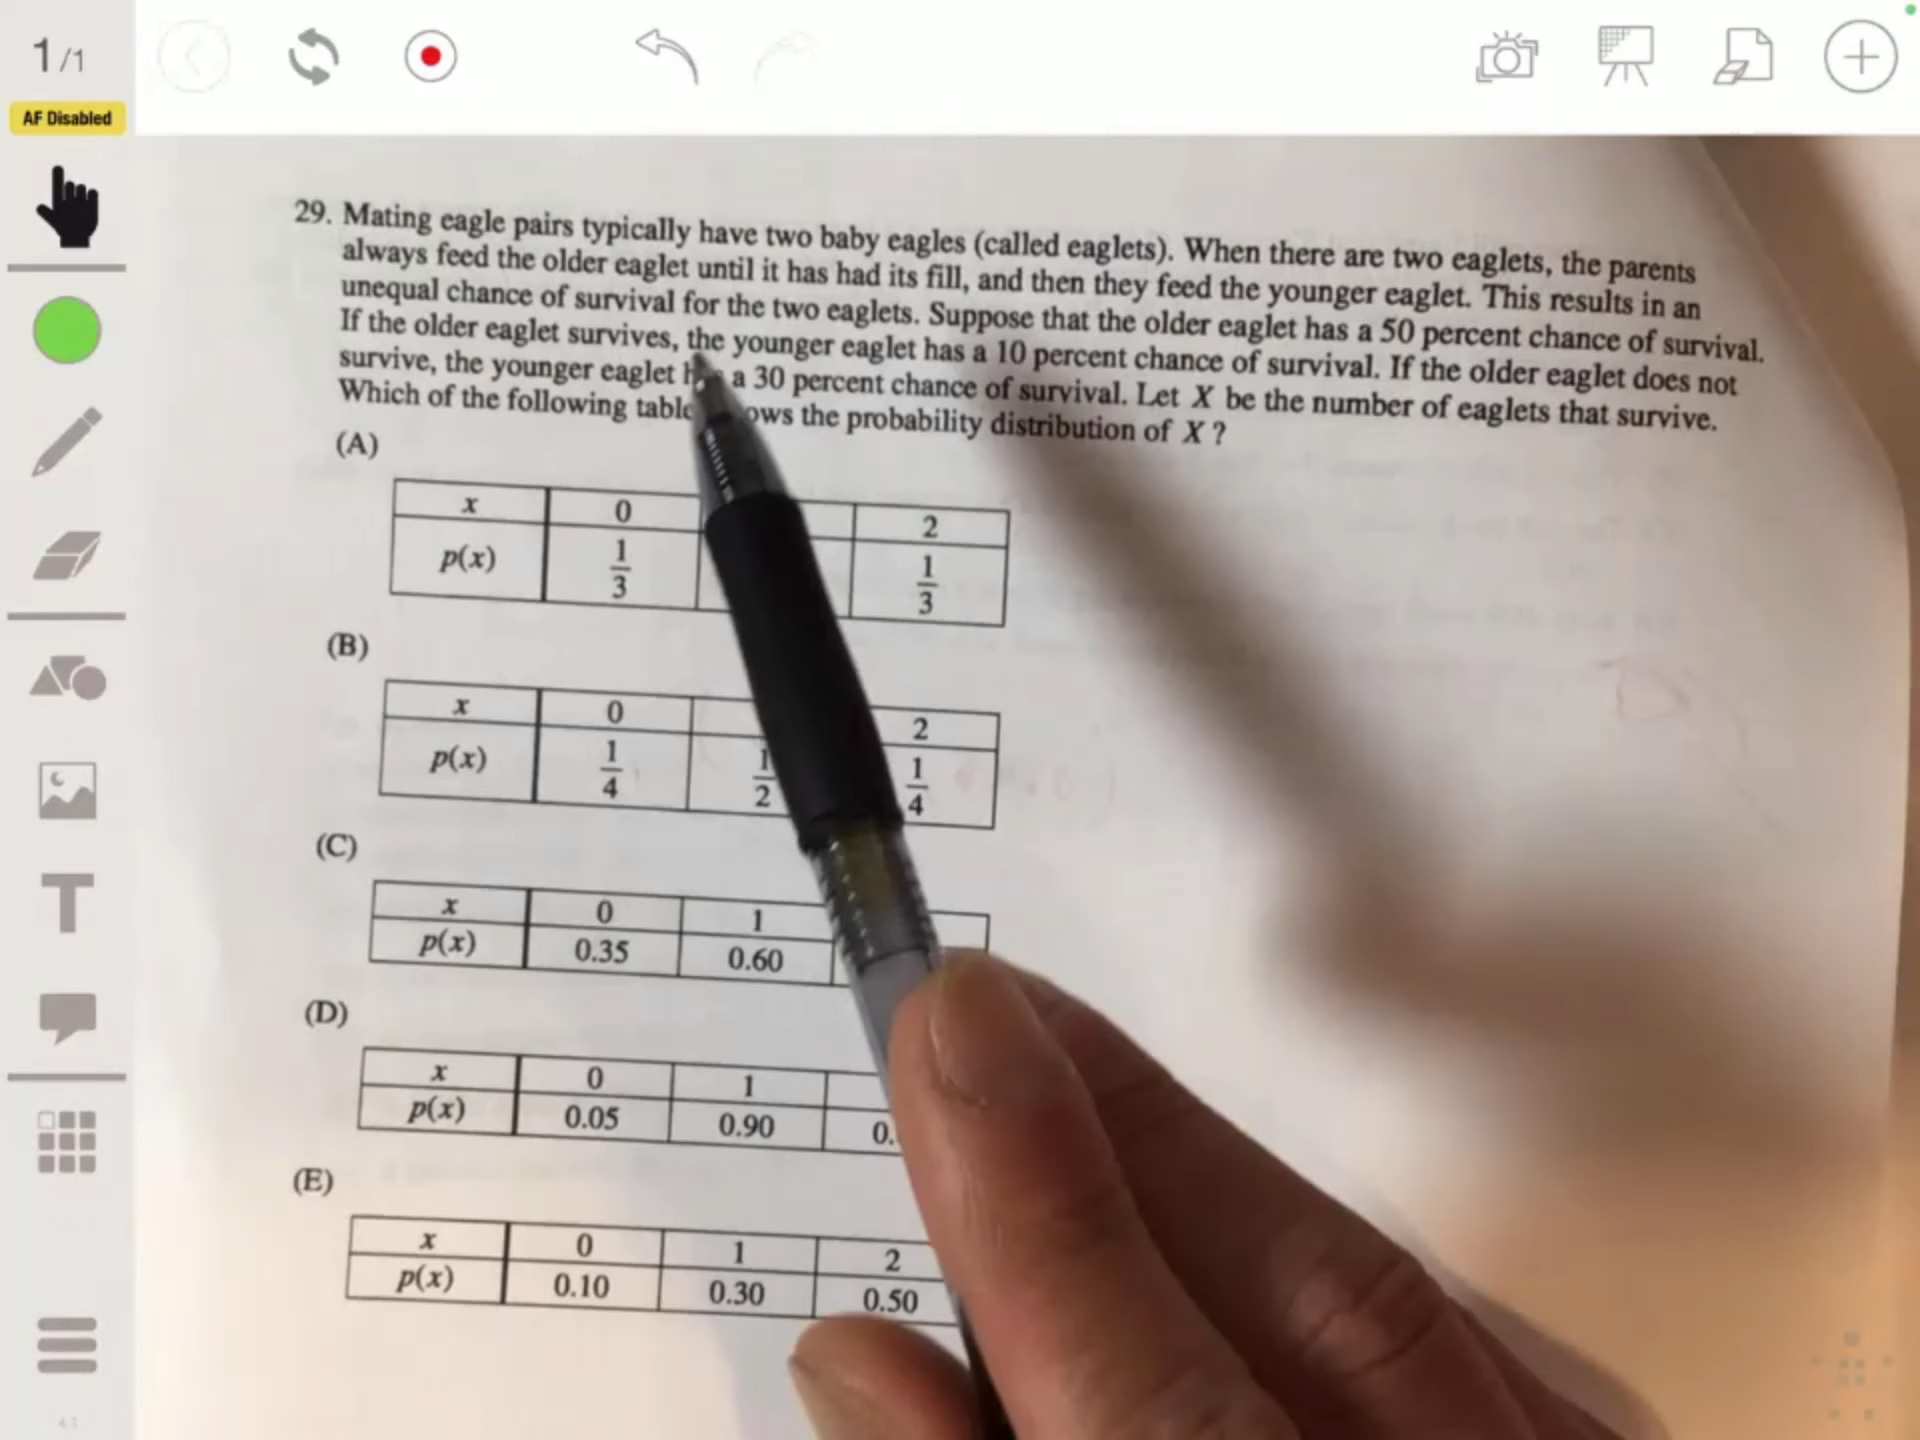 1/1
AF Disabled
29. Mating eagle pairs typically have two baby eagles (called eaglets). When there are two eaglets, the parents
always feed the older eaglet until it has had its fill, and then they feed the younger eaglet. This results in an
unequal chance of survival for the two eaglets. Suppose that the older eaglet has a 50 percent chance of survival.
If the older eaglet survives, the younger eaglet has a 10 percent chance of survival. If the older eaglet does not
survive, the younger eaglet a 30 percent chance of survival. Let X be the number of eaglets that survive.
Which of the following the probability distribution of X ?
(A)
x 0 2
p(x) 1/3 1/3
(B)
x 0 2
p(x) 1/4 1/2 1/4
(C)
x 0 1
p(x) 0.35 0.60
(D)
x 0 1
p(x) 0.05 0.90
(E)
x 0 1 2
p(x) 0.10 0.30 0.50
T